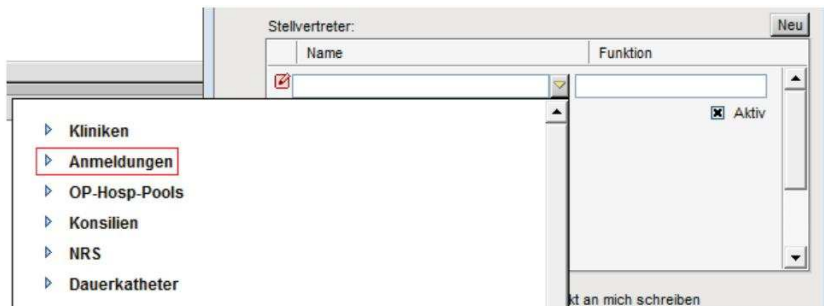 Stellvertreter:
Neu
Name Funktion
Aktiv
Kliniken
Anmeldungen
OP-Hosp-Pools
Konsilien
NRS
Dauerkatheter
kt an mich schreiben